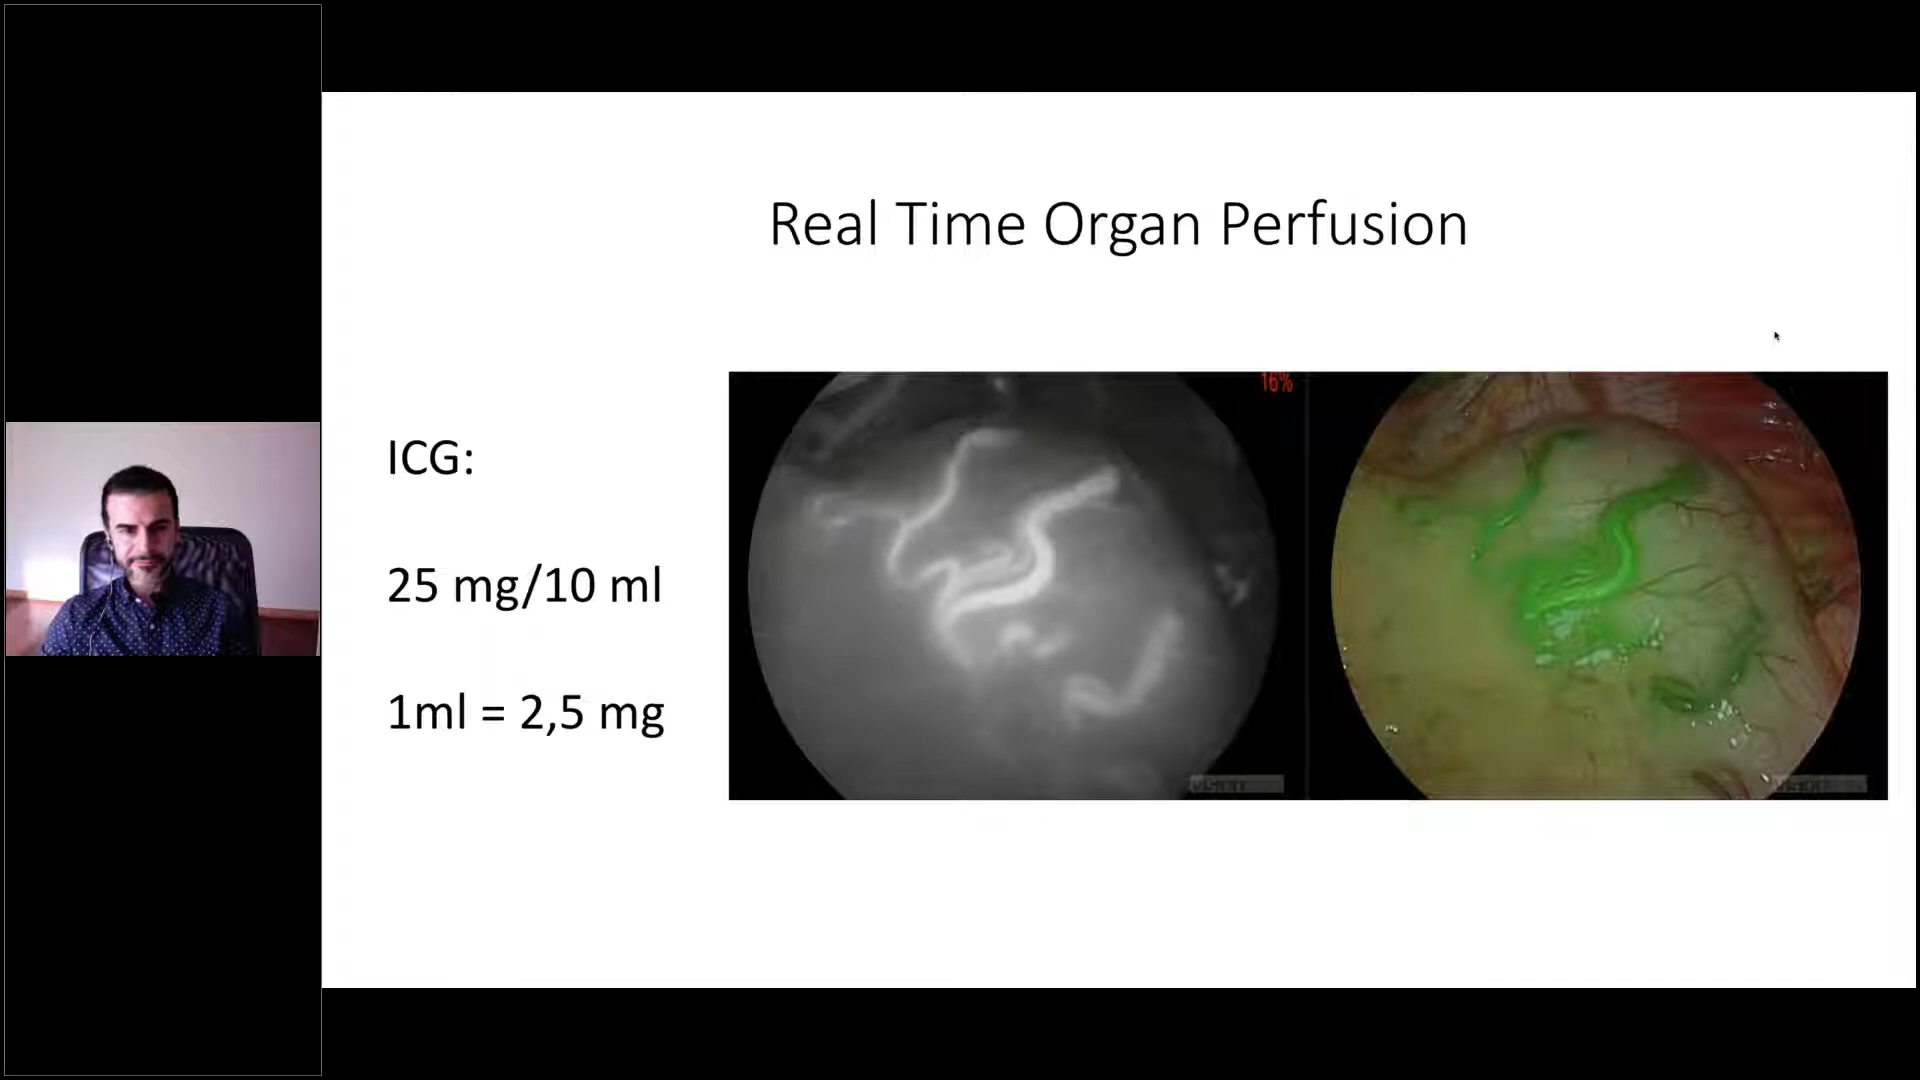 Real Time Organ Perfusion
16%
ICG:
25 mg/10 ml
1ml = 2,5 mg